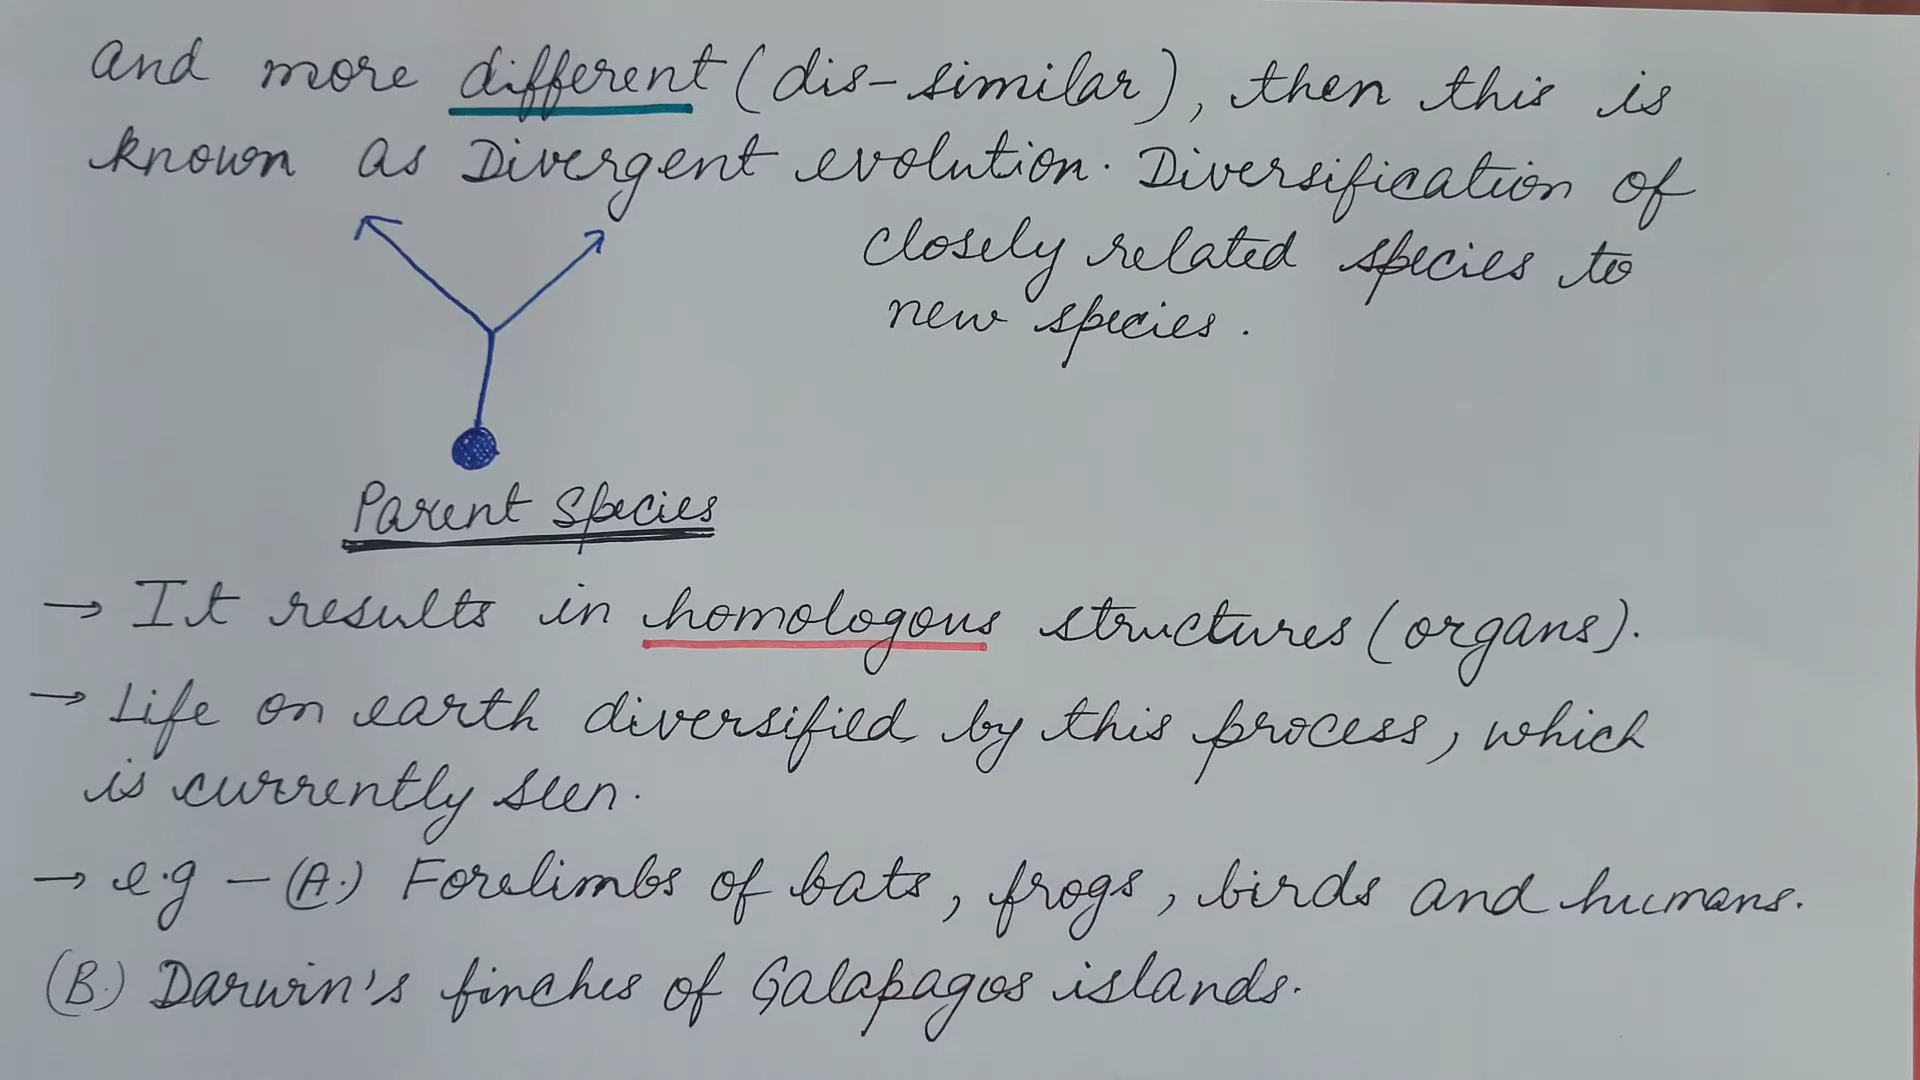 and more different (dis-similar), then this is
known as Divergent evolution. Diversification of
closely related species to
new species.
Parent Species
→ It results in homologous structures (organs).
→ Life on earth diversified by this process, which
is currently seen.
→ e.g – (A.) Forelimbs of bats, frogs, birds and humans.
(B.) Darwin's finches of Galapagos islands.